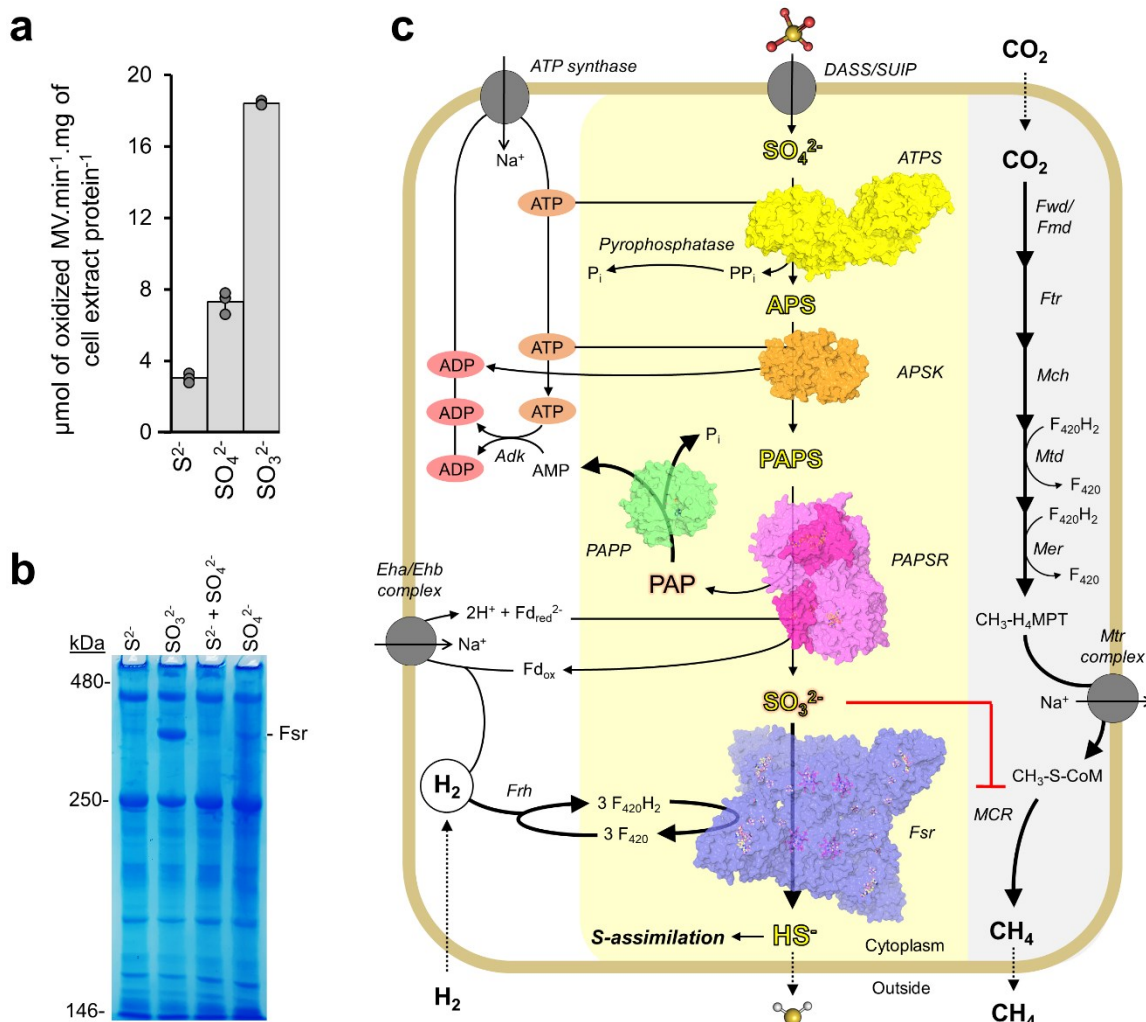 a
µmol of oxidized MV.min⁻¹.mg of
cell extract protein⁻¹
20
16
12
8
4
0
S²⁻
SO₄²⁻
SO₃²⁻
b
kDa
S²⁻
SO₃²⁻
S²⁻ + SO₄²⁻
SO₄²⁻
480-
- Fsr
250-
146-
c
ATP synthase
DASS/SUIP
CO₂
Na⁺
SO₄²⁻
CO₂
ATPS
ATP
Fwd/
Fmd
Pyrophosphatase
Pᵢ
PPᵢ
APS
Ftr
ATP
ADP
APSK
Mch
ADP
ATP
Pᵢ
F₄₂₀H₂
Adk
PAPS
Mtd
ADP
AMP
F₄₂₀
F₄₂₀H₂
PAPP
PAPSR
Mer
PAP
F₄₂₀
Eha/Ehb
complex
2H⁺ + Fd_red²⁻
CH₃-H₄MPT
Na⁺
Mtr
complex
Fd_ox
SO₃²⁻
Na⁺
CH₃-S-CoM
H₂
Frh
3 F₄₂₀H₂
MCR
3 F₄₂₀
Fsr
S-assimilation
HS⁻
Cytoplasm
CH₄
Outside
H₂
CH₄